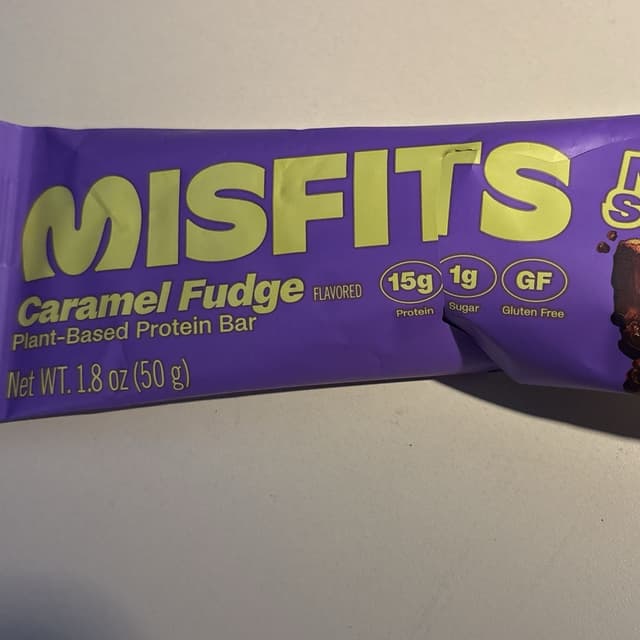 MISFITS
Caramel Fudge FLAVORED
Plant-Based Protein Bar
15g Protein
1g Sugar
GF Gluten Free
Net WT. 1.8 oz (50 g)